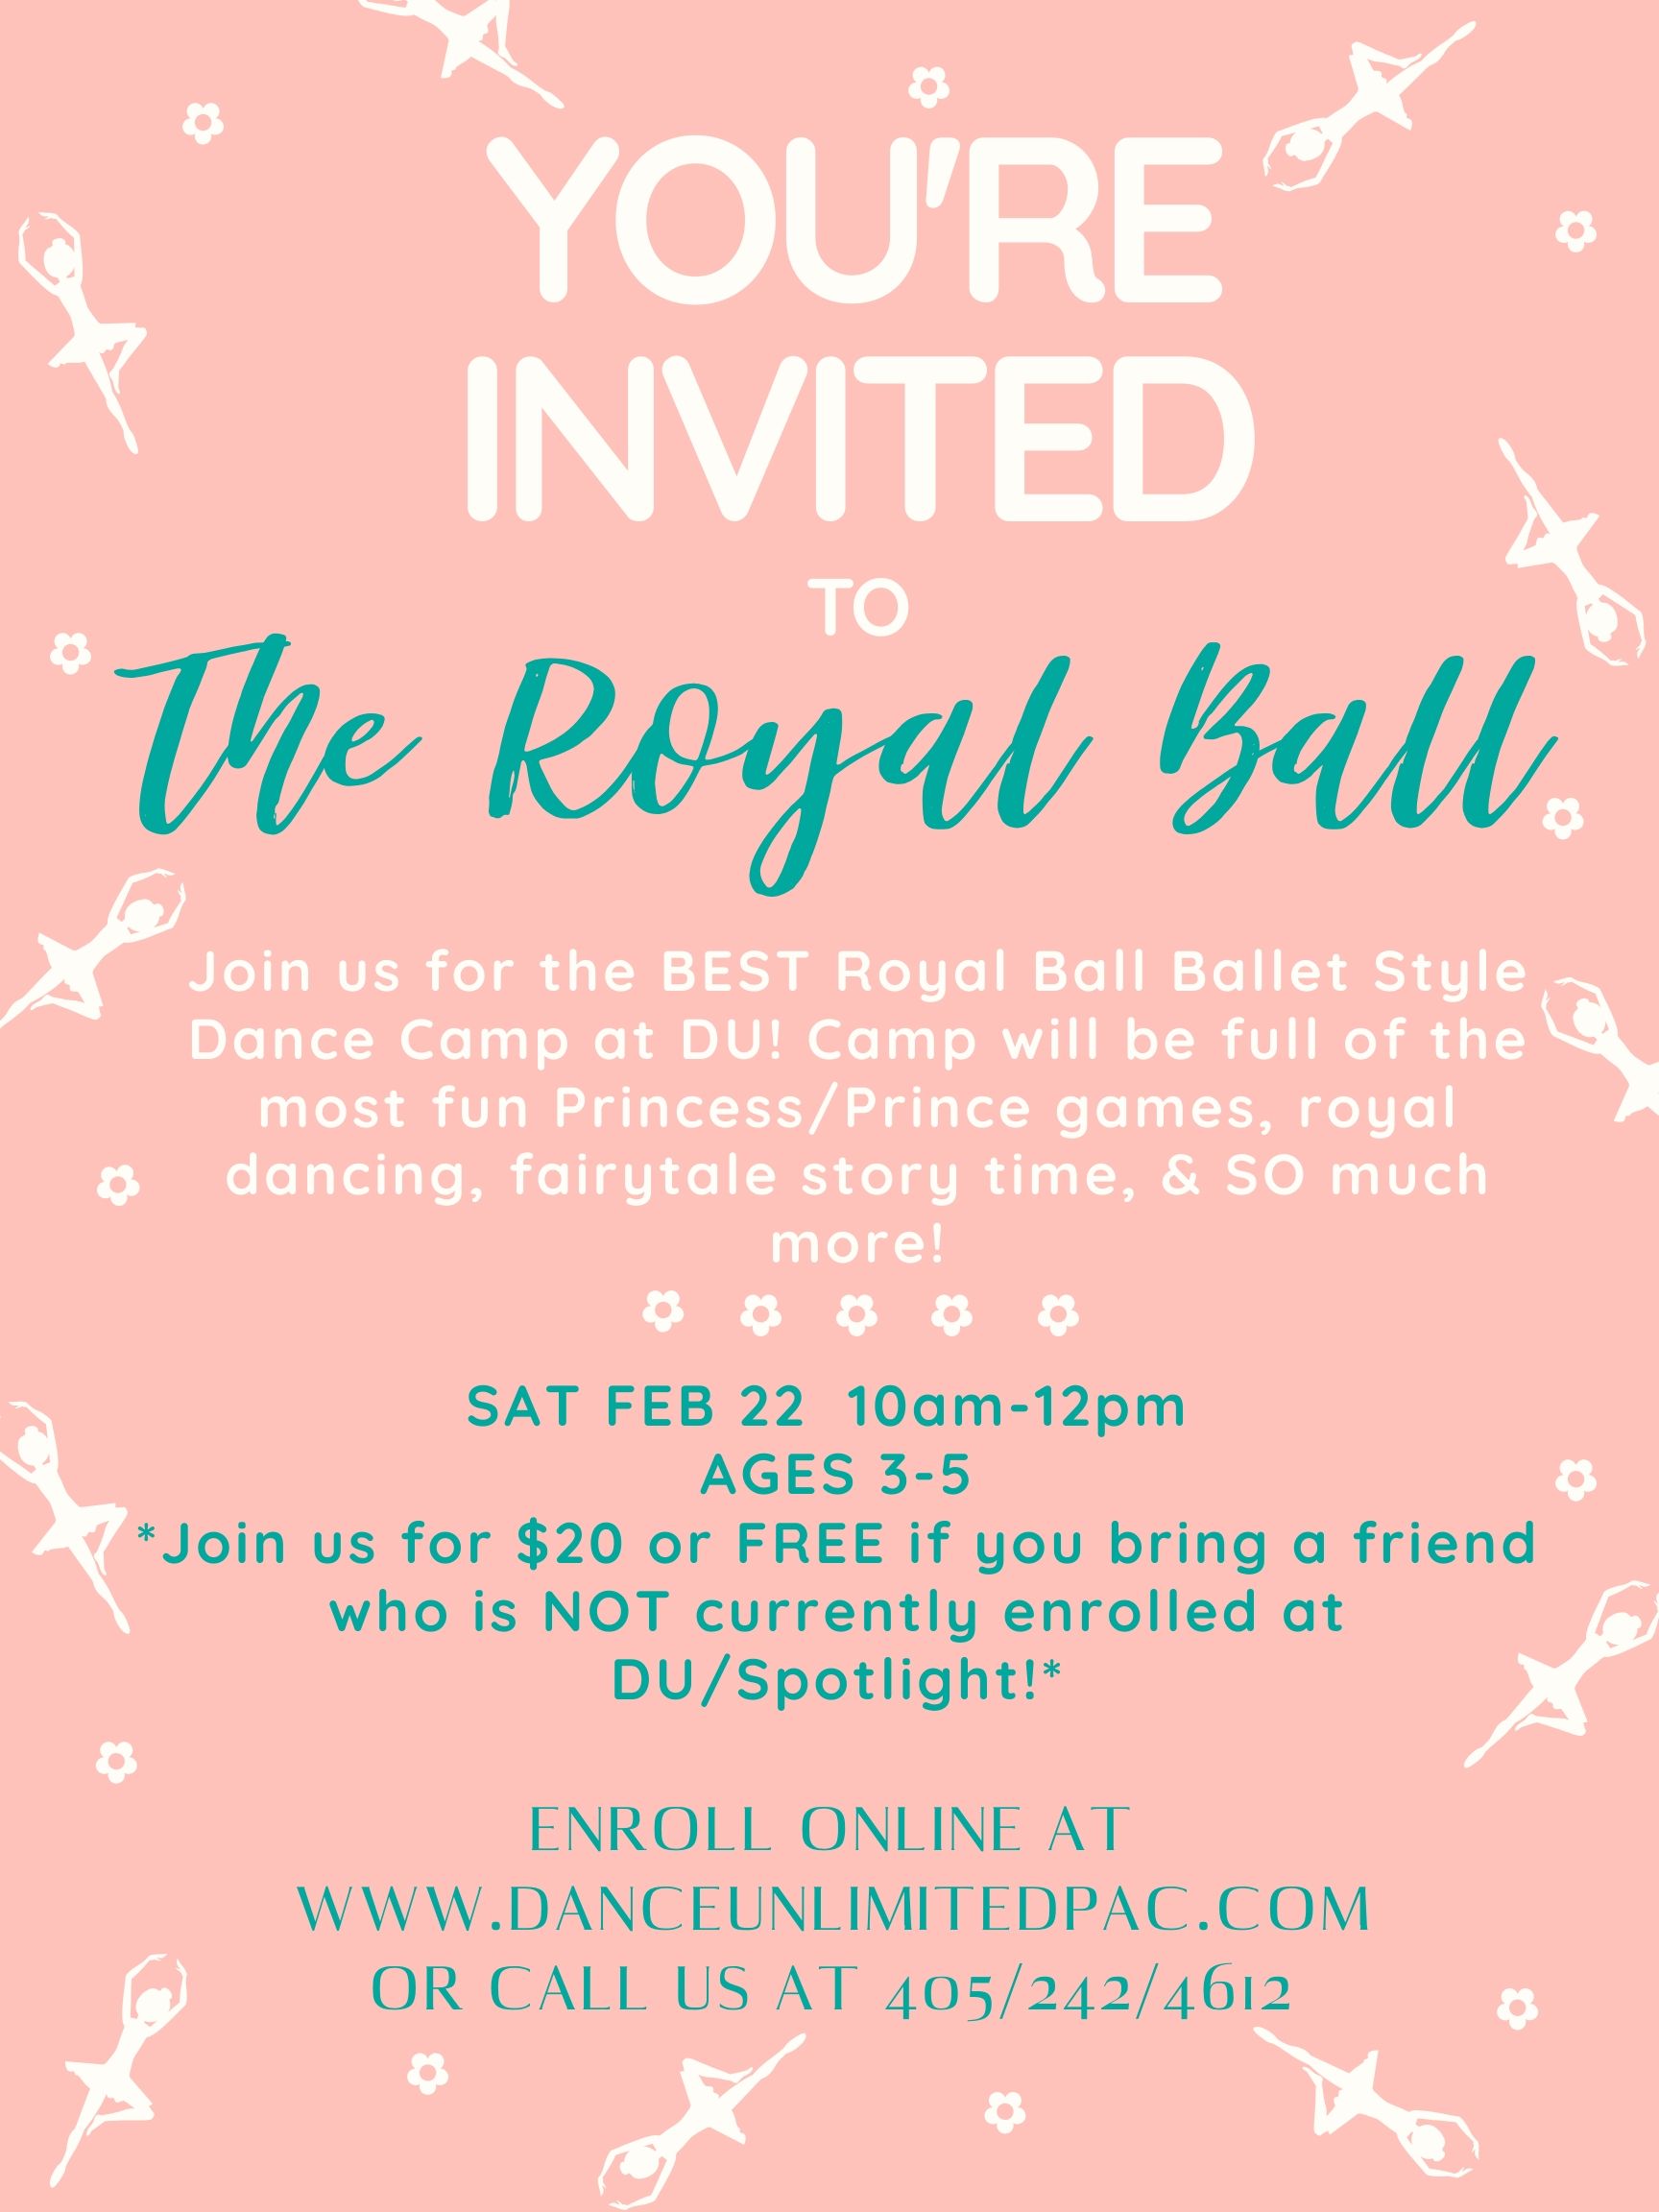 YOU'RE
INVITED
TO
The Royal Ball
Join us for the BEST Royal Ball Ballet Style
Dance Camp at DU! Camp will be full of the
most fun Princess/Prince games, royal
dancing, fairytale story time, & SO much
more!
SAT FEB 22 10am-12pm
AGES 3-5
*Join us for $20 or FREE if you bring a friend
who is NOT currently enrolled at
DU/Spotlight!*
ENROLL ONLINE AT
WWW.DANCEUNLIMITEDPAC.COM
OR CALL US AT 405/242/4612